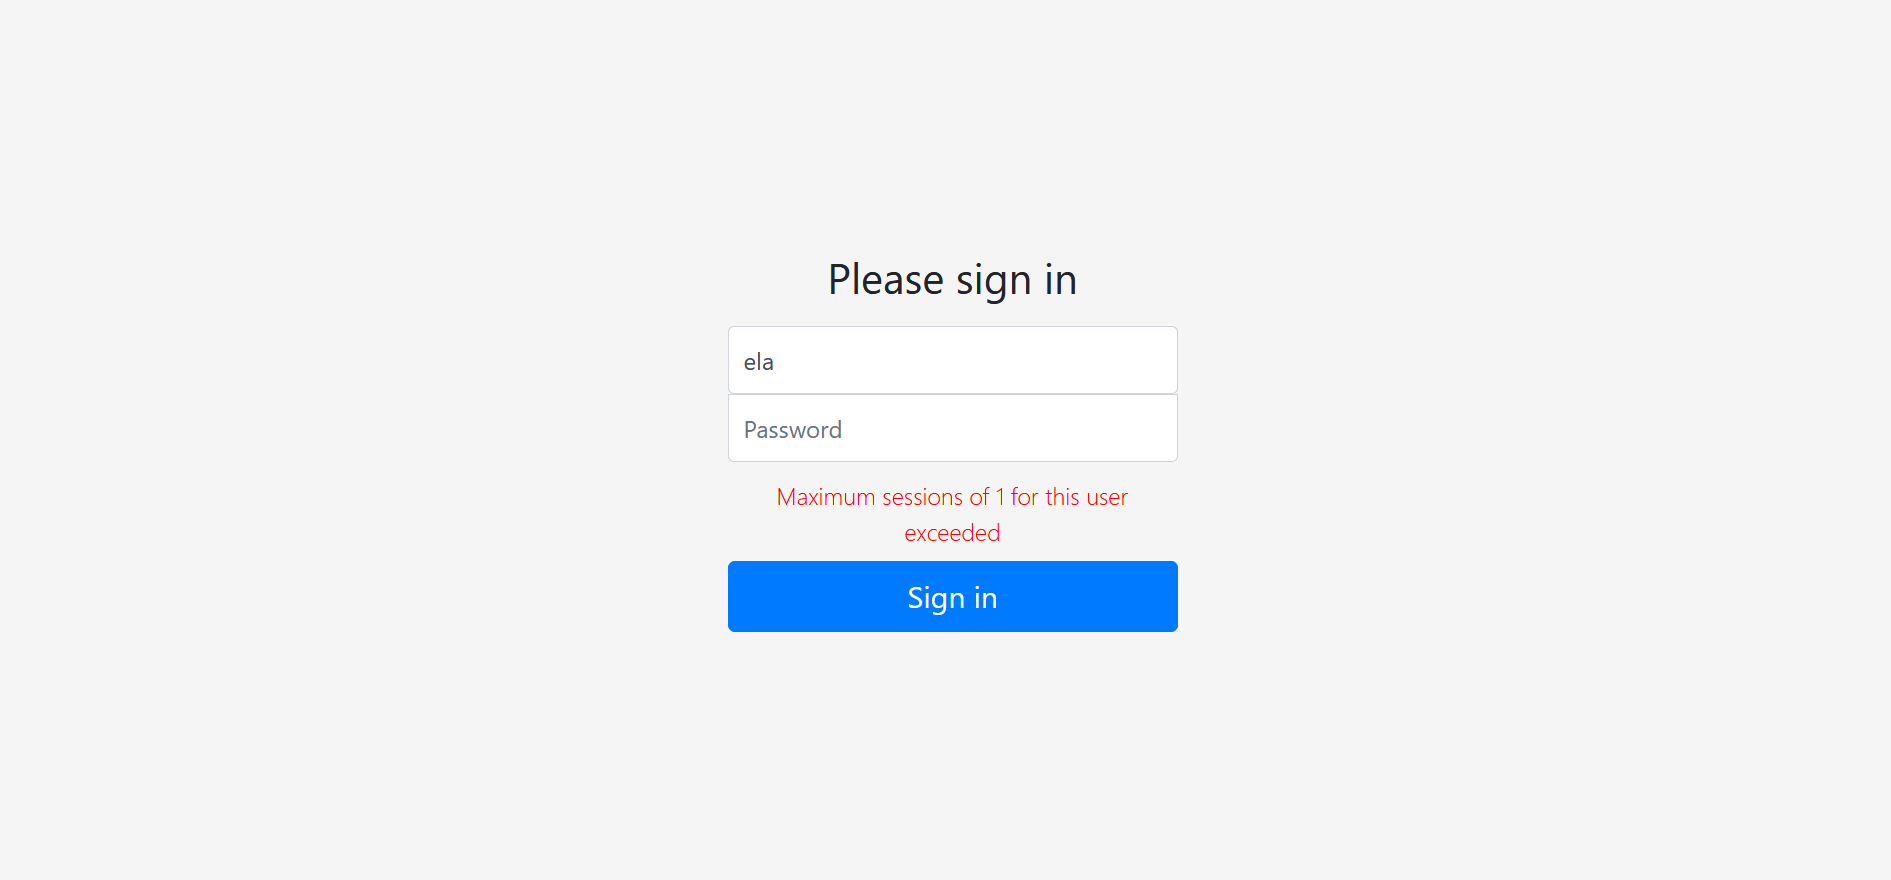 Please sign in
ela
Password
Maximum sessions of 1 for this user
exceeded
Sign in